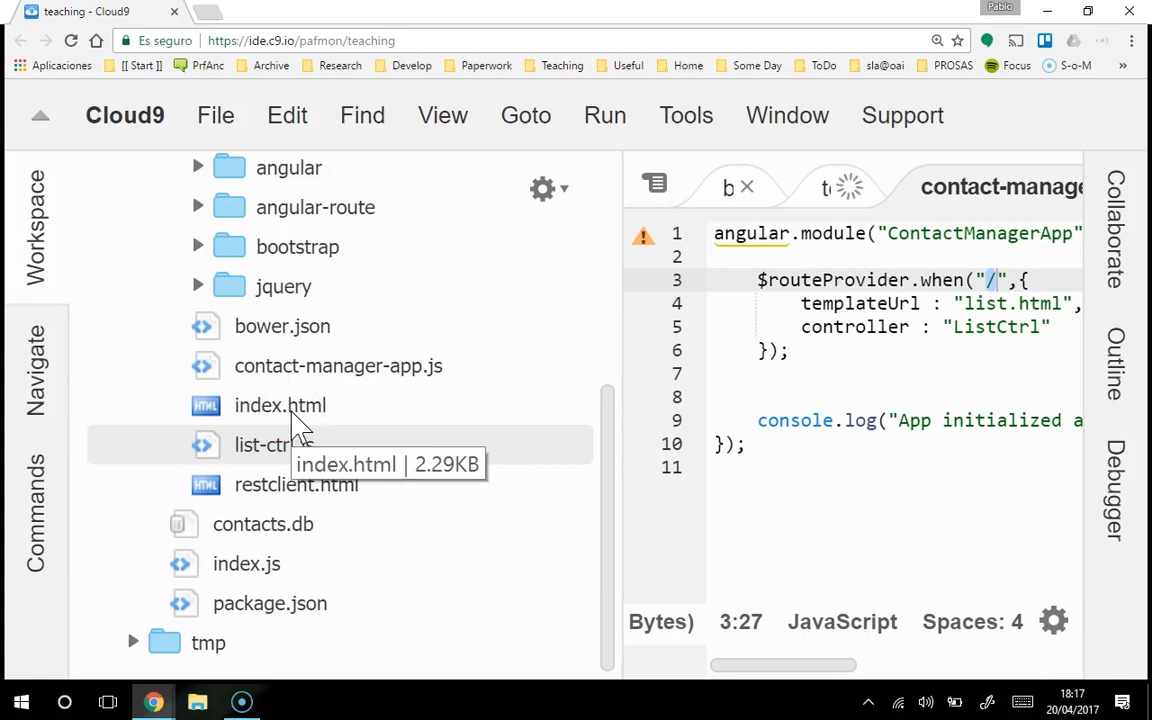 teaching - Cloud9
Pablo
Es seguro
https://ide.c9.io/pafmon/teaching
Aplicaciones
[[ Start ]]
PrfAnc
Archive
Research
Develop
Paperwork
Teaching
Useful
Home
Some Day
ToDo
sla@oai
PROSAS
Focus
S-o-M
»
Cloud9
File
Edit
Find
View
Goto
Run
Tools
Window
Support
Workspace
Navigate
Commands
angular
angular-route
bootstrap
jquery
bower.json
contact-manager-app.js
HTML
index.html
list-ctrl.js
index.html | 2.29KB
HTML
restclient.html
contacts.db
index.js
package.json
tmp
b
contact-manage
1 angular.module("ContactManagerApp"
2
3 $routeProvider.when("/",{
4 templateUrl : "list.html",
5 controller : "ListCtrl"
6 });
7
8
9 console.log("App initialized a
10 });
11
Bytes)
3:27
JavaScript
Spaces: 4
Collaborate
Outline
Debugger
18:17
20/04/2017